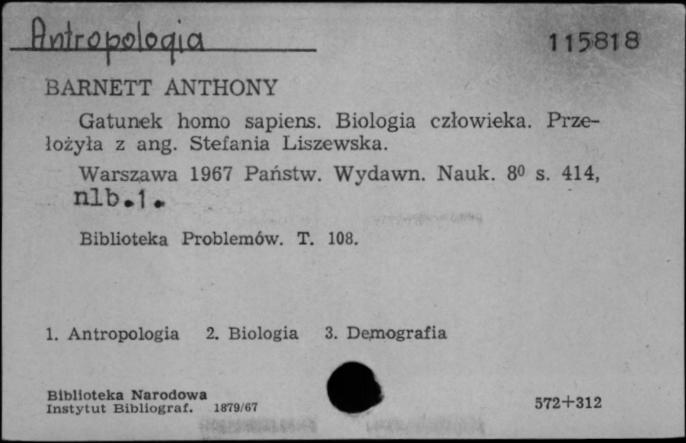 Antropologia 115818
BARNETT ANTHONY
Gatunek homo sapiens. Biologia człowieka. Prze-
łożyła z ang. Stefania Liszewska.
Warszawa 1967 Państw. Wydawn. Nauk. 8⁰ s. 414,
nlb.1.
Biblioteka Problemów. T. 108.
1. Antropologia 2. Biologia 3. Demografia
Biblioteka Narodowa
Instytut Bibliograf. 1879/67 572+312